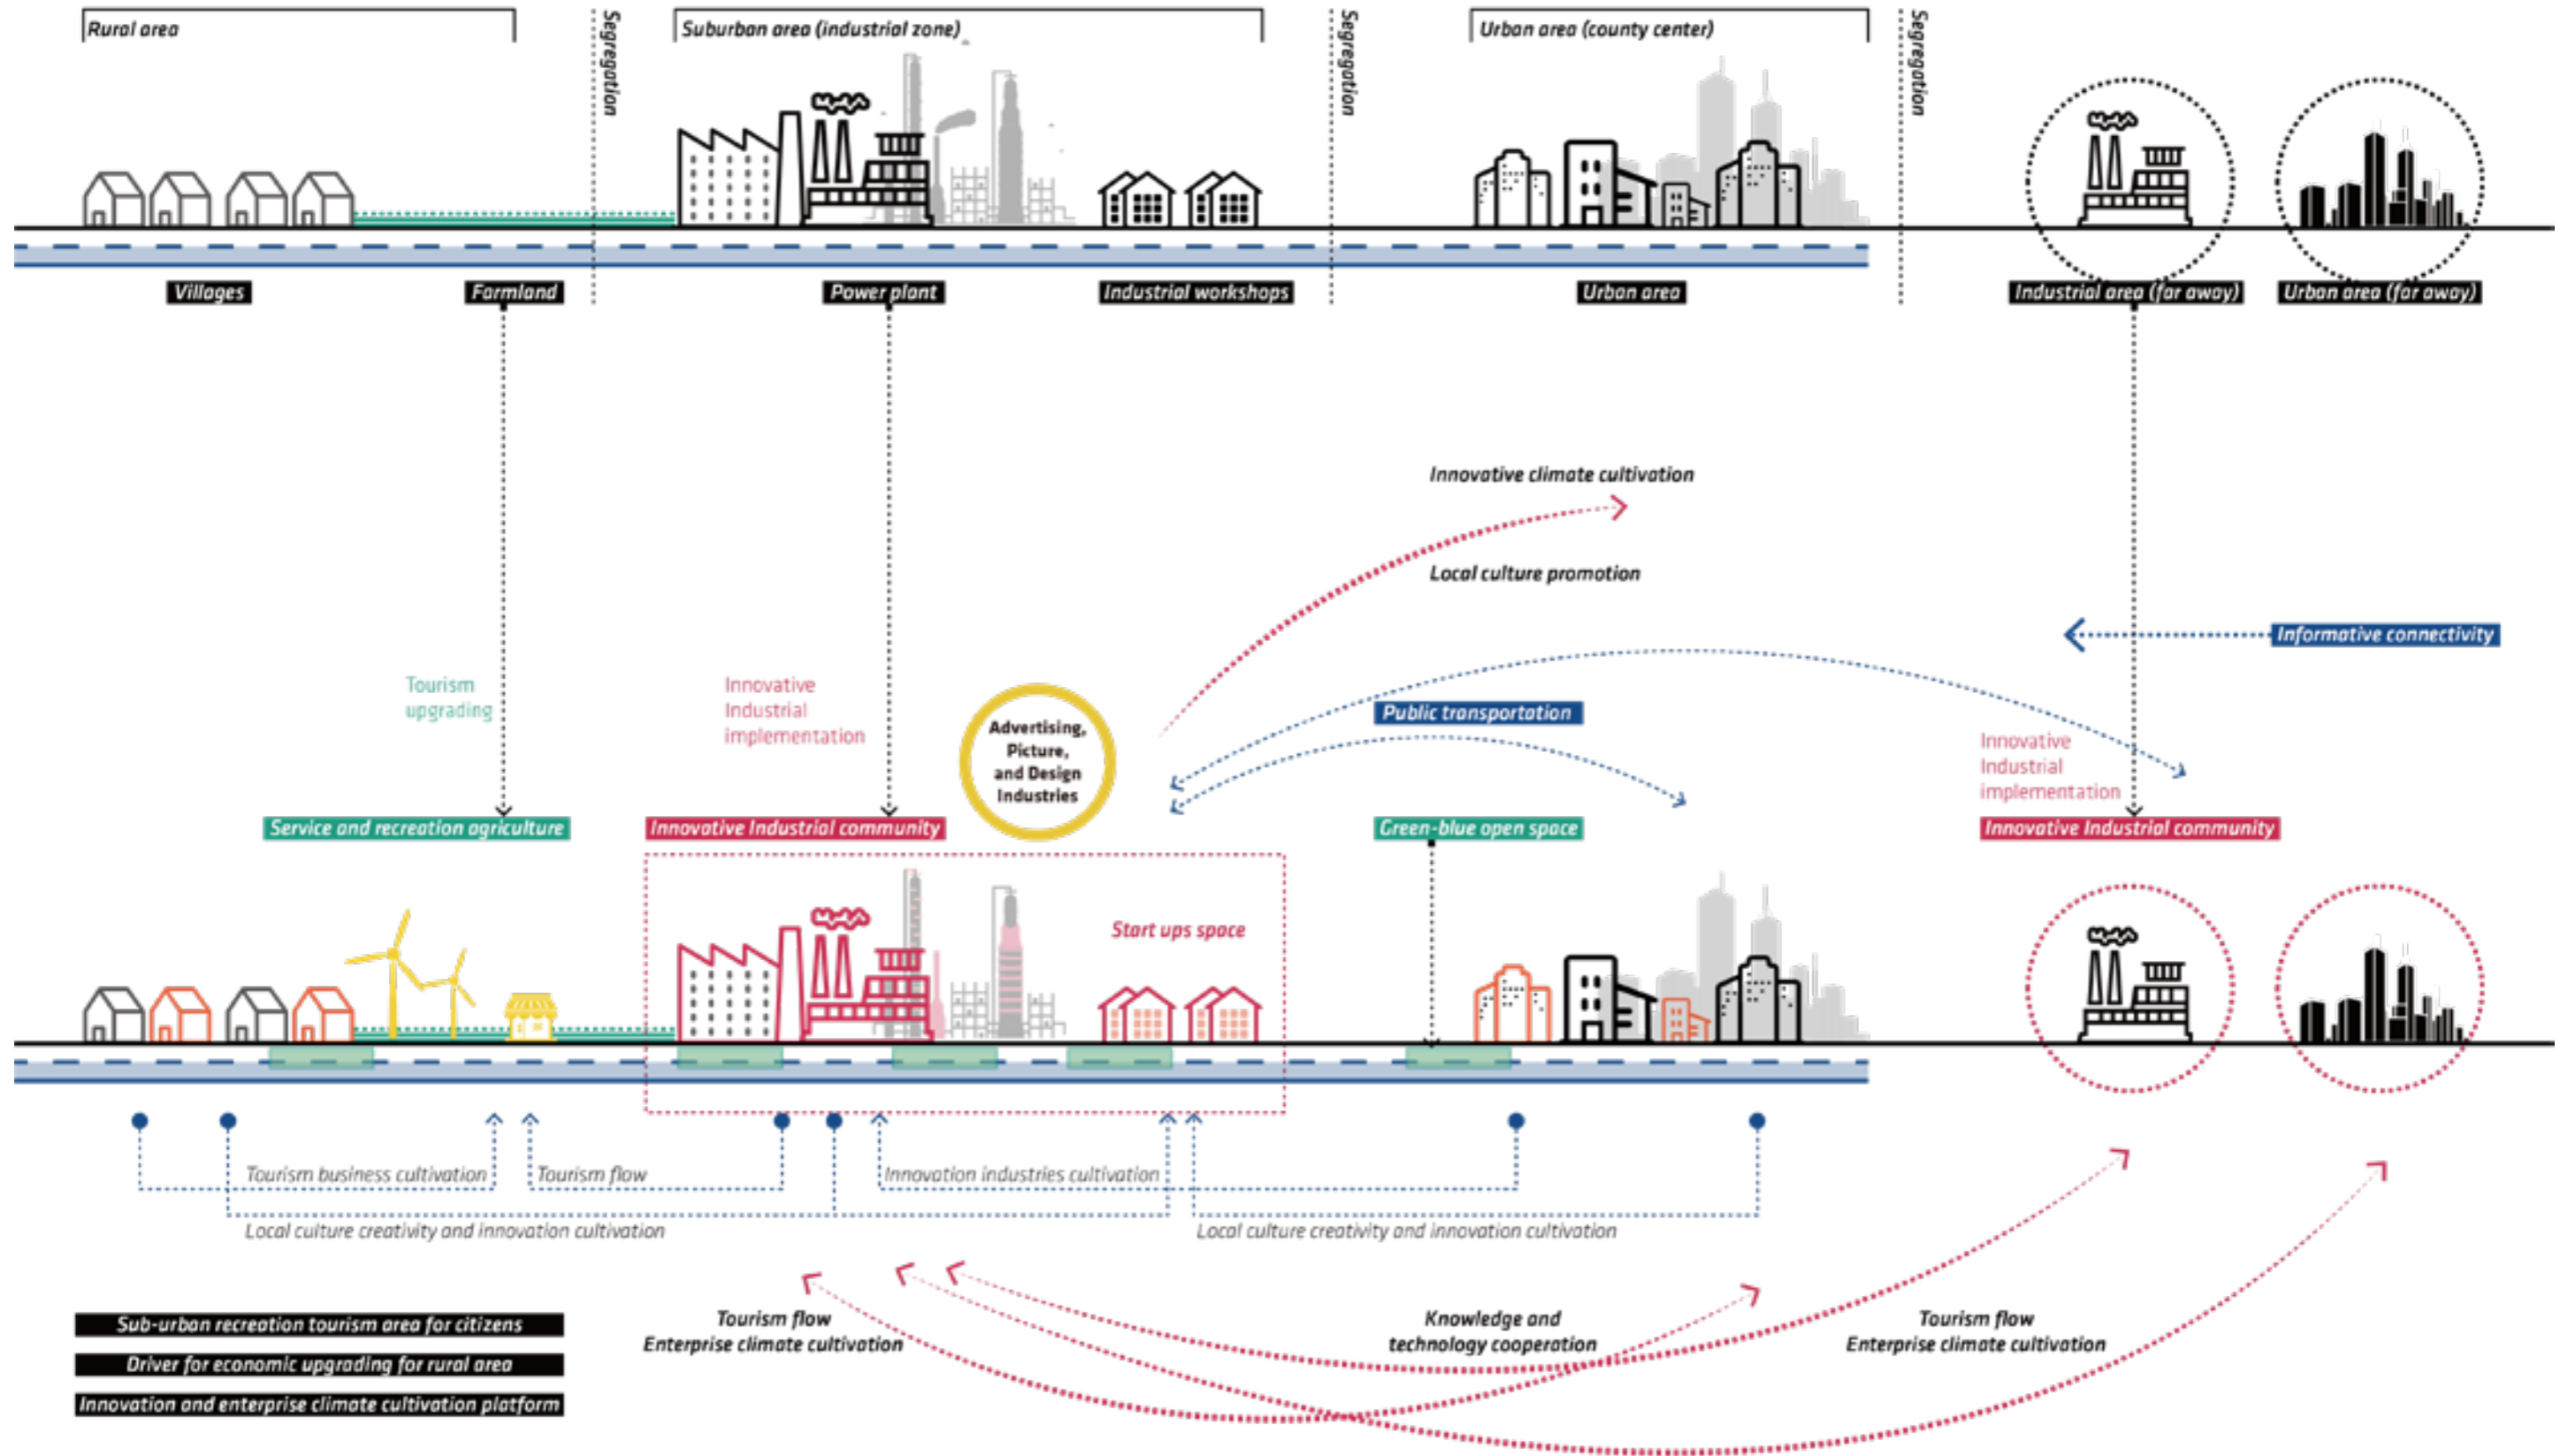 Rural area
Segregation
Suburban area (industrial zone)
Segregation
Urban area (county center)
Segregation
Villages
Farmland
Power plant
Industrial workshops
Urban area
Industrial area (far away)
Urban area (far away)
Innovative climate cultivation
Local culture promotion
Informative connectivity
Tourism
upgrading
Innovative
Industrial
implementation
Advertising,
Picture,
and Design
Industries
Public transportation
Innovative
Industrial
implementation
Service and recreation agriculture
Innovative Industrial community
Green-blue open space
Innovative Industrial community
Start ups space
Tourism business cultivation
Tourism flow
Innovation industries cultivation
Local culture creativity and innovation cultivation
Local culture creativity and innovation cultivation
Sub-urban recreation tourism area for citizens
Driver for economic upgrading for rural area
Innovation and enterprise climate cultivation platform
Tourism flow
Enterprise climate cultivation
Knowledge and
technology cooperation
Tourism flow
Enterprise climate cultivation